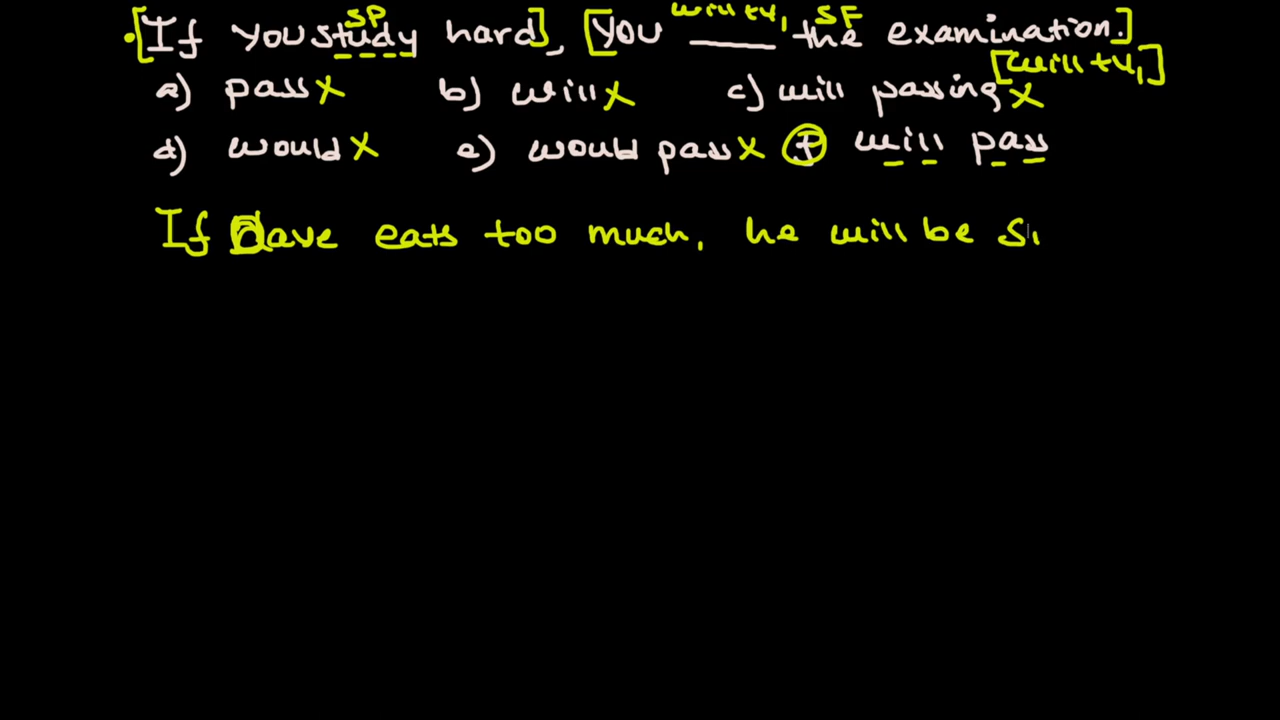 SP will + V₁ SF
•[If you study hard], [you ____ the examination.]
[will + V₁]
a) pass X b) will X c) will passing X
d) would X e) would pass X f will pass
If Dave eats too much, he will be